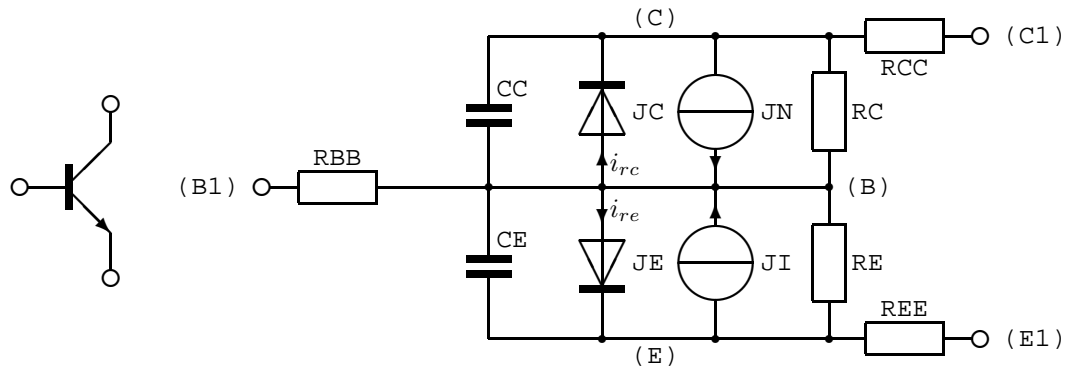 (C)
(C1)
RCC
CC
JC
JN
RC
i_rc
RBB
(B1)
(B)
i_re
CE
JE
JI
RE
REE
(E1)
(E)